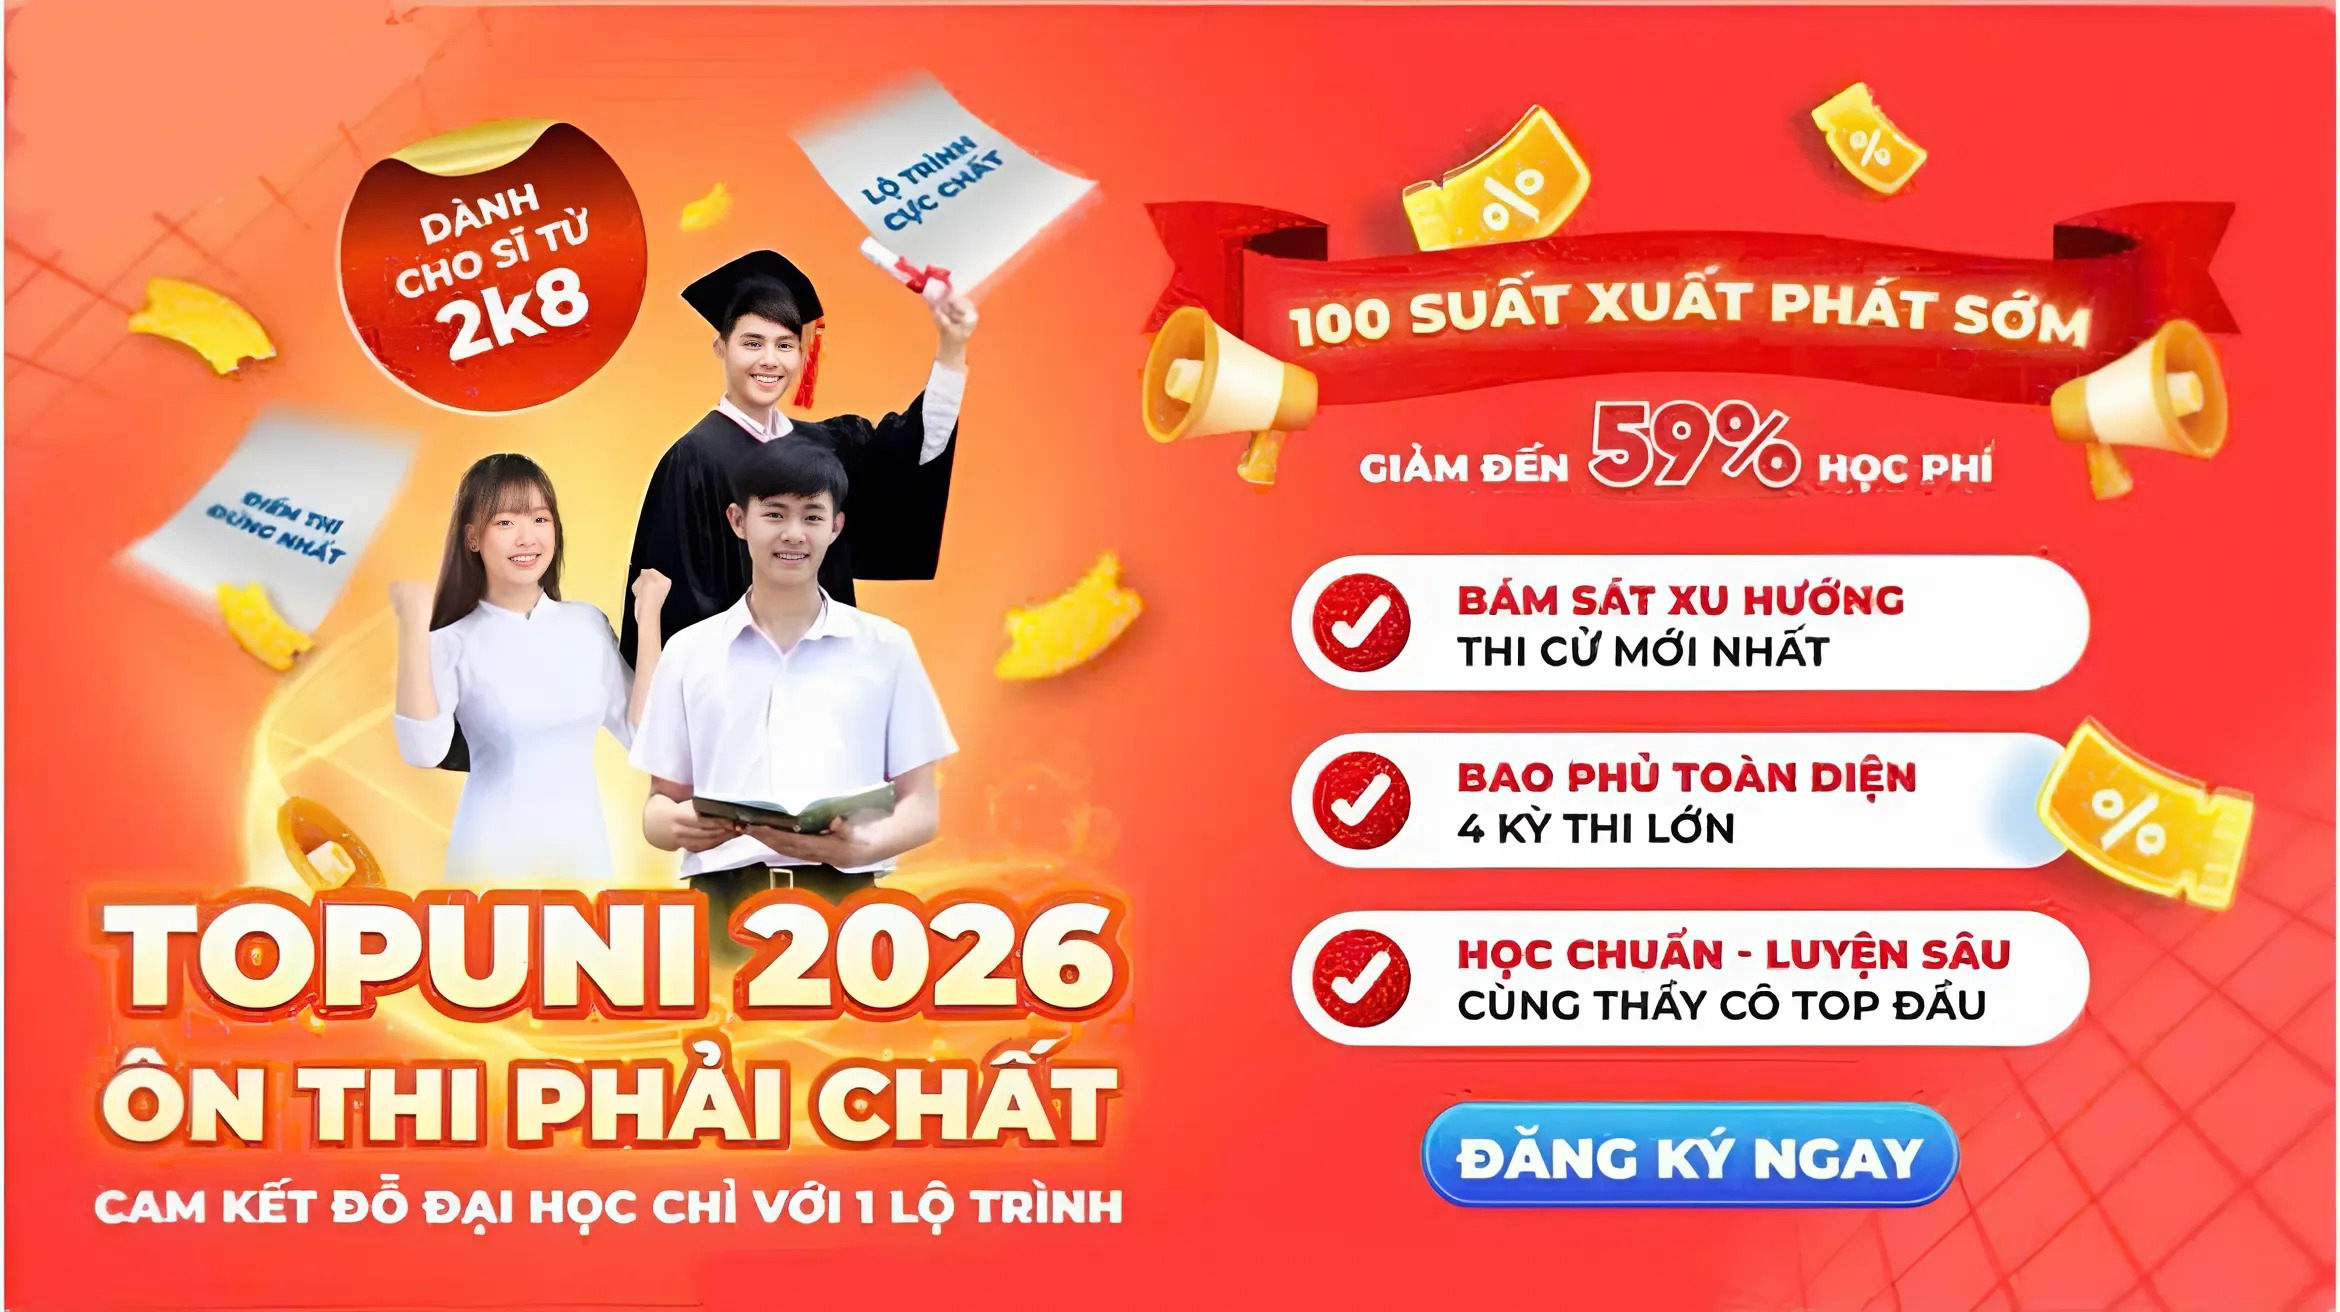 DÀNH
CHO SĨ TỬ
2k8
LỘ TRÌNH
CỰC CHẤT
ĐIỂM THI
ĐỨNG NHẤT
TOPUNI 2026
ÔN THI PHẢI CHẤT
CAM KẾT ĐỖ ĐẠI HỌC CHỈ VỚI 1 LỘ TRÌNH
100 SUẤT XUẤT PHÁT SỚM
GIẢM ĐẾN 59% HỌC PHÍ
BÁM SÁT XU HƯỚNG
THI CỬ MỚI NHẤT
BAO PHỦ TOÀN DIỆN
4 KỲ THI LỚN
HỌC CHUẨN - LUYỆN SÂU
CÙNG THẦY CÔ TOP ĐẦU
ĐĂNG KÝ NGAY
%
%
%